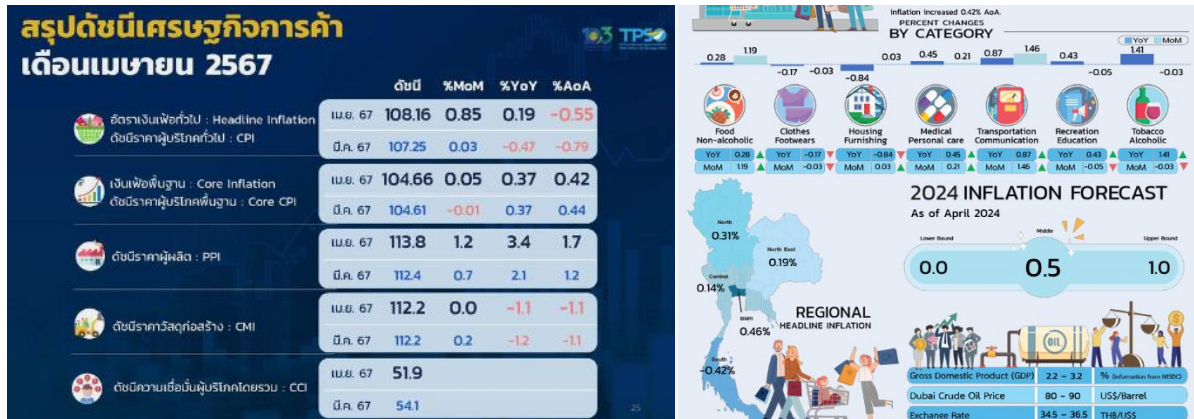 สรุปดัชนีเศรษฐกิจการค้า
เดือนเมษายน 2567
TPSO
ดัชนี %MoM %YoY %AoA
อัตราเงินเฟ้อทั่วไป : Headline Inflation
ดัชนีราคาผู้บริโภคทั่วไป : CPI
เม.ย. 67 108.16 0.85 0.19 -0.55
มี.ค. 67 107.25 0.03 -0.47 -0.79
เงินเฟ้อพื้นฐาน : Core Inflation
ดัชนีราคาผู้บริโภคพื้นฐาน : Core CPI
เม.ย. 67 104.66 0.05 0.37 0.42
มี.ค. 67 104.61 -0.01 0.37 0.44
ดัชนีราคาผู้ผลิต : PPI
เม.ย. 67 113.8 1.2 3.4 1.7
มี.ค. 67 112.4 0.7 2.1 1.2
ดัชนีราคาวัสดุก่อสร้าง : CMI
เม.ย. 67 112.2 0.0 -1.1 -1.1
มี.ค. 67 112.2 0.2 -1.2 -1.1
ดัชนีความเชื่อมั่นผู้บริโภคโดยรวม : CCI
เม.ย. 67 51.9
มี.ค. 67 54.1
25
Inflation increased 0.42% AoA.
PERCENT CHANGES
BY CATEGORY
YoY MoM
0.28 1.19 -0.17 -0.03 -0.84 0.03 0.45 0.21 0.87 1.46 0.43 -0.05 1.41 -0.03
Food Clothes Housing Medical Transportation Recreation Tobacco
Non-alcoholic Footwears Furnishing Personal care Communication Education Alcoholic
YoY 0.28 YoY -0.17 YoY -0.84 YoY 0.45 YoY 0.87 YoY 0.43 YoY 1.41
MoM 1.19 MoM -0.03 MoM 0.03 MoM 0.21 MoM 1.46 MoM -0.05 MoM -0.03
2024 INFLATION FORECAST
As of April 2024
Lower Bound Middle Upper Bound
0.0 0.5 1.0
North
0.31%
North East
0.19%
Central
0.14%
BMR
0.46%
South
-0.42%
REGIONAL
HEADLINE INFLATION
OIL
Gross Domestic Product (GDP) 2.2 - 3.2 % (Information from NESDC)
Dubai Crude Oil Price 80 - 90 US$/Barrel
Exchange Rate 34.5 - 36.5 THB/US$